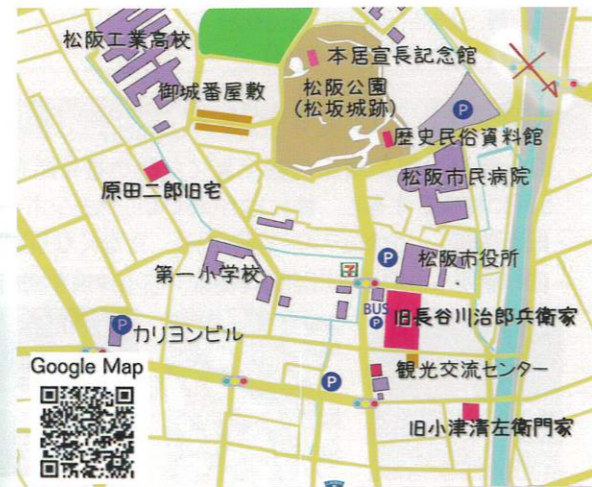 松阪工業高校
本居宣長記念館
御城番屋敷
松阪公園
(松坂城跡)
P
歴史民俗資料館
原田二郎旧宅
松阪市民病院
第一小学校
7
P
松阪市役所
BUS
P
旧長谷川治郎兵衛家
P
カリヨンビル
観光交流センター
Google Map
P
旧小津清左衛門家